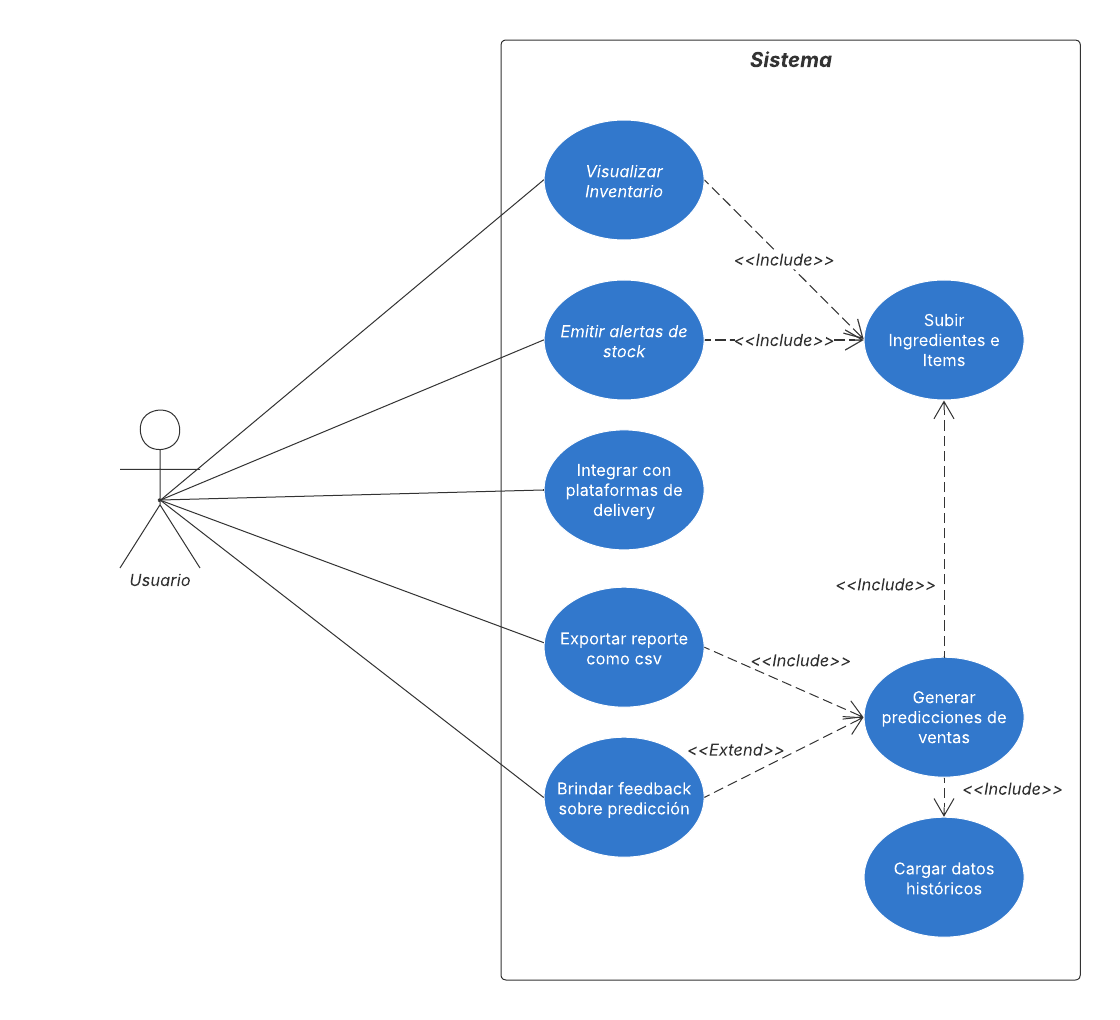 Sistema
Visualizar
Inventario
<<Include>>
Emitir alertas de
stock
<<Include>>
Subir
Ingredientes e
Items
Integrar con
plataformas de
delivery
Usuario
<<Include>>
Exportar reporte
como csv
<<Include>>
Generar
predicciones de
ventas
<<Extend>>
Brindar feedback
sobre predicción
<<Include>>
Cargar datos
históricos